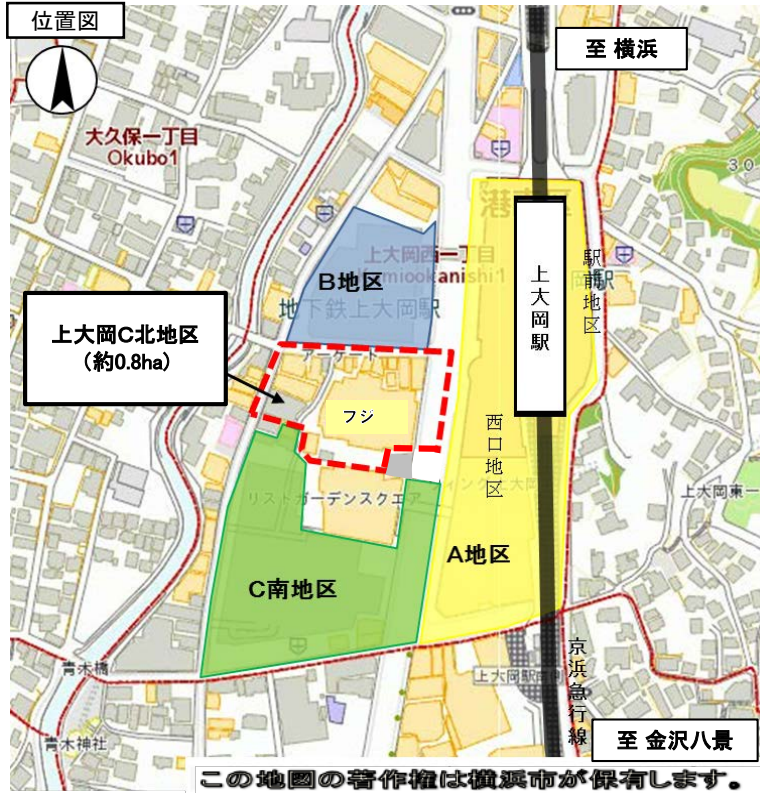 位置図
至 横浜
大久保一丁目
Okubo1
30
港南区
上大岡西一丁目
Kamiookanishi1
B地区
地下鉄上大岡駅
上大岡駅
駅前地区
上大岡C北地区
(約0.8ha)
アーケード
フジ
西口地区
リストガーデンスクエア
上大岡東一
A地区
C南地区
青木橋
上大岡駅前
京浜急行線
青木神社
至 金沢八景
この地図の著作権は横浜市が保有します。